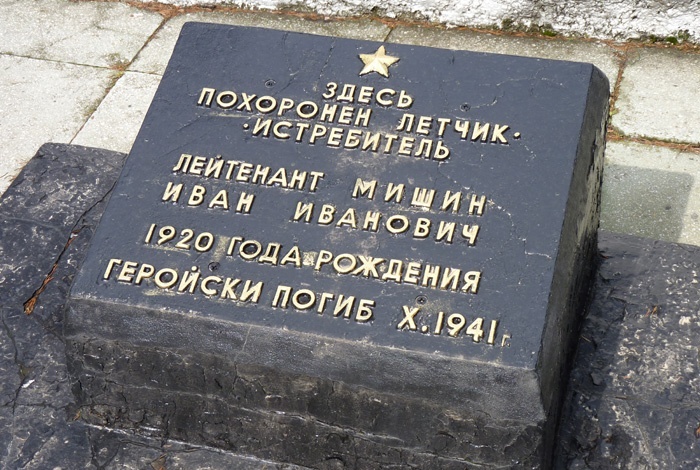 ЗДЕСЬ
ПОХОРОНЕН ЛЕТЧИК·
·ИСТРЕБИТЕЛЬ
ЛЕЙТЕНАНТ МИШИН
ИВАН ИВАНОВИЧ
1920 ГОДА РОЖДЕНИЯ
ГЕРОЙСКИ ПОГИБ X.1941г